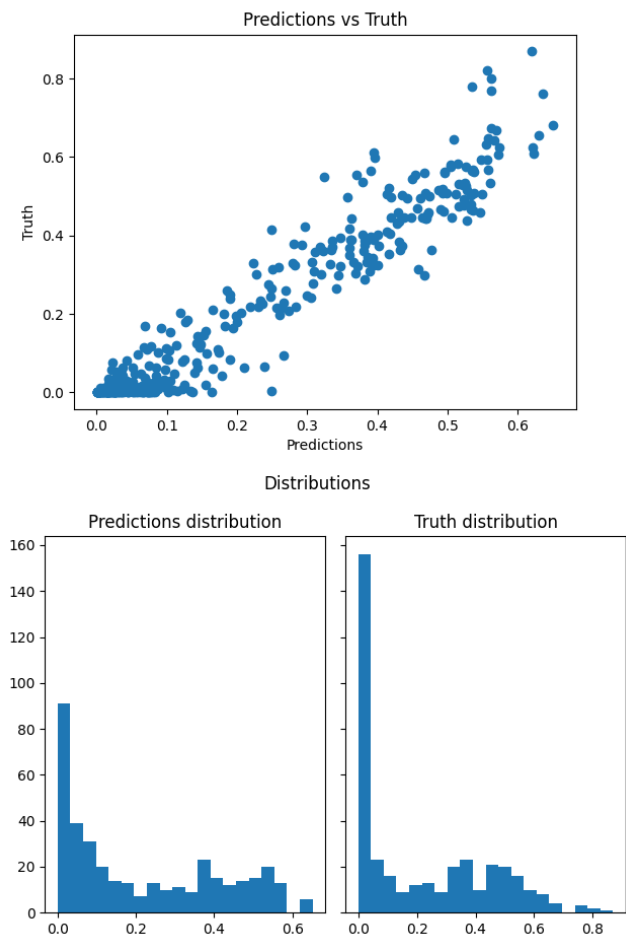 Predictions vs Truth
0.8
0.6
0.4
0.2
0.0
Truth
0.0 0.1 0.2 0.3 0.4 0.5 0.6
Predictions
Distributions
Predictions distribution
Truth distribution
160
140
120
100
80
60
40
20
0
0.0 0.2 0.4 0.6
0.0 0.2 0.4 0.6 0.8